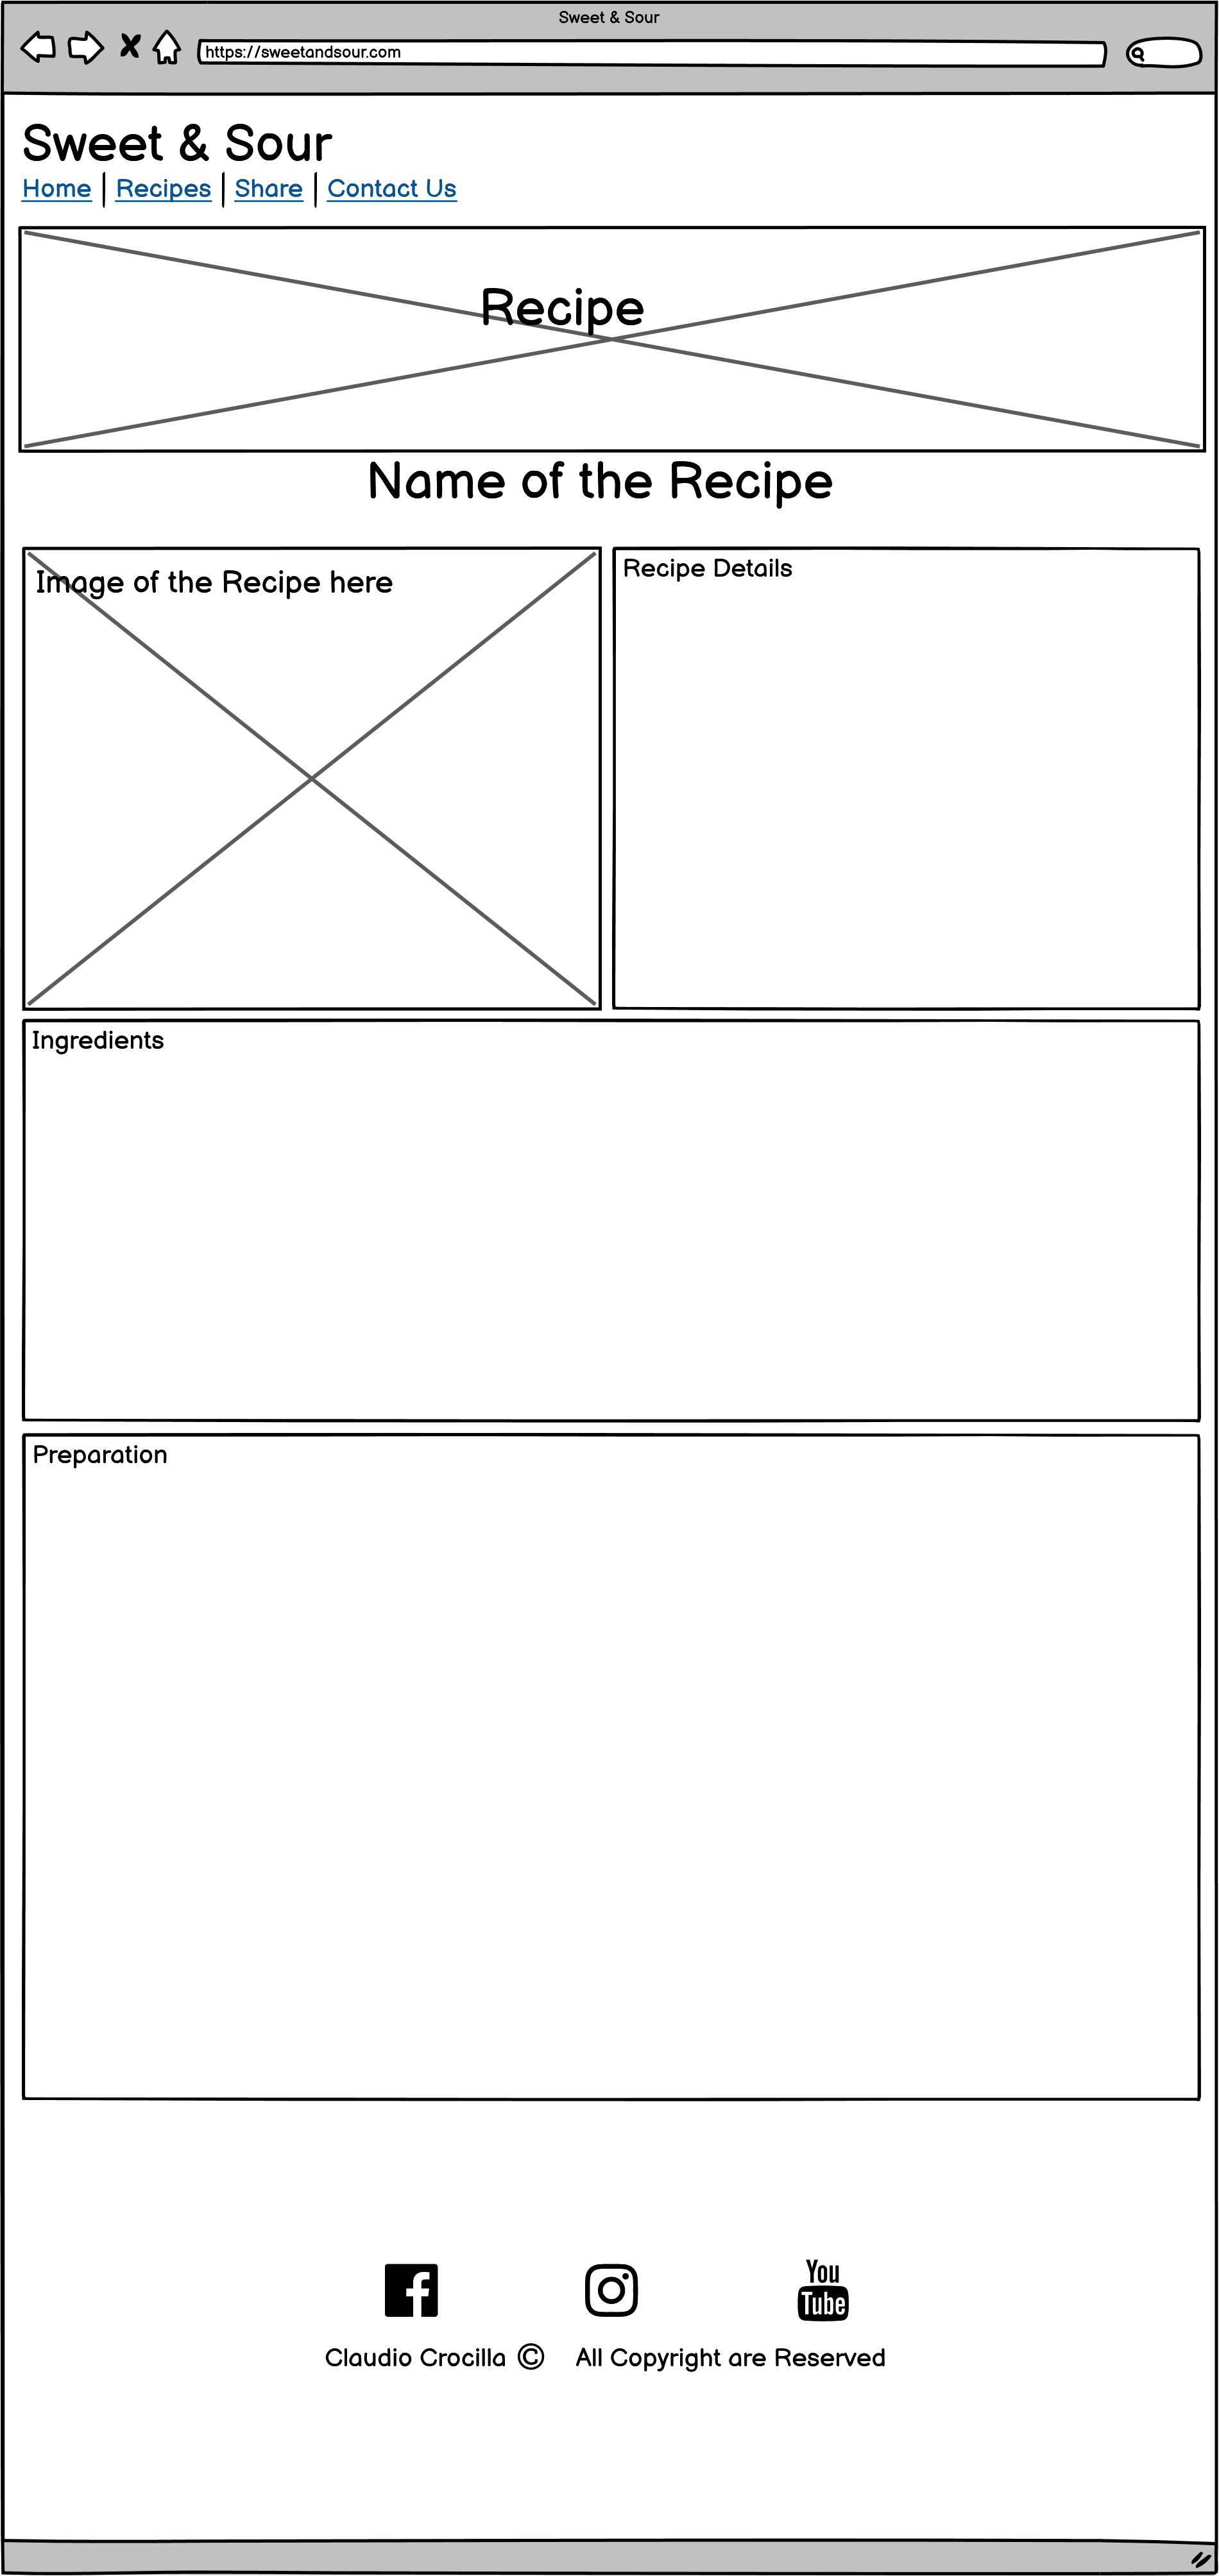 Sweet & Sour
https://sweetandsour.com
Sweet & Sour
Home | Recipes | Share | Contact Us
Recipe
Name of the Recipe
Image of the Recipe here
Recipe Details
Ingredients
Preparation
You
Tube
Claudio Crocilla © All Copyright are Reserved